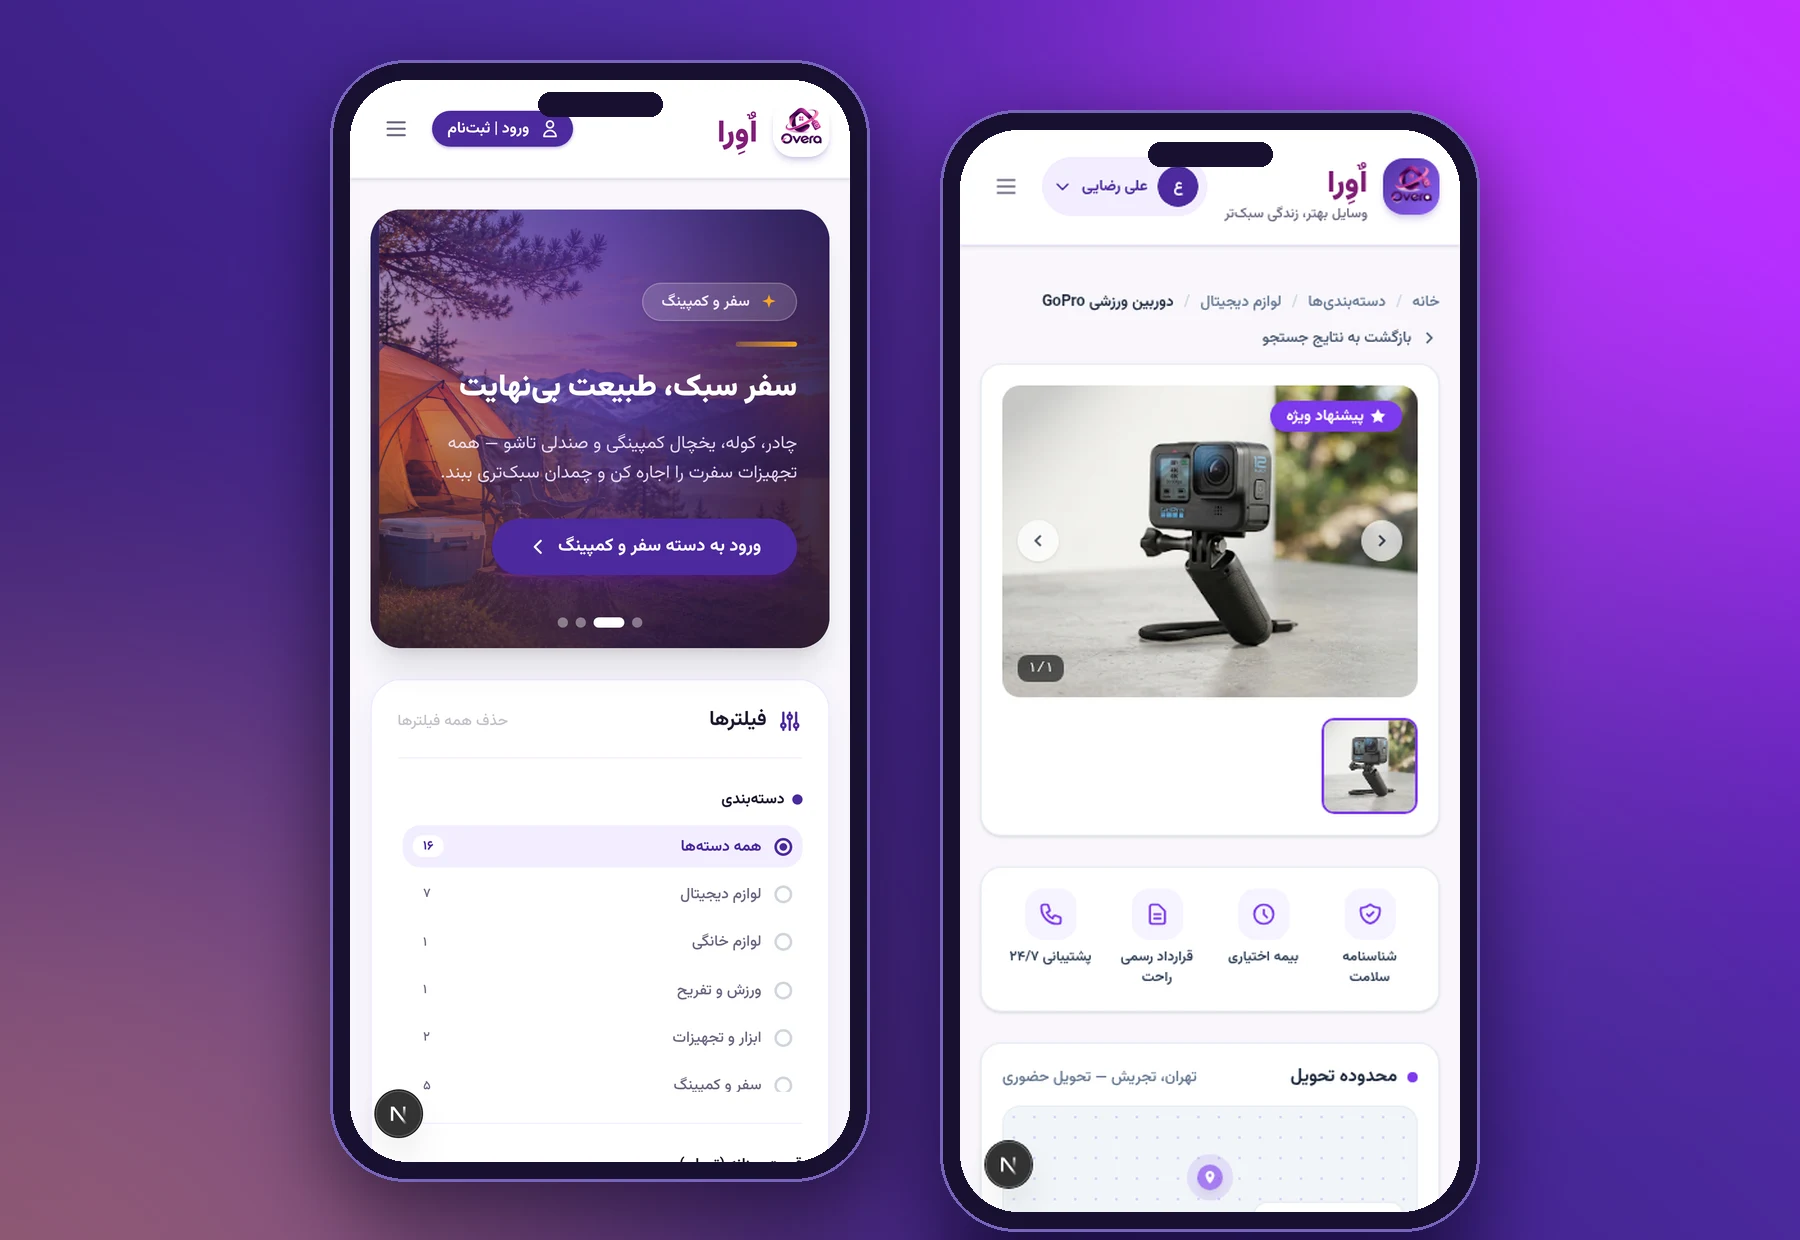 اَورا
Overa
ورود | ثبت‌نام
سفر و کمپینگ
سفر سبک، طبیعت بی‌نهایت
چادر، کوله، یخچال کمپینگی و صندلی تاشو — همه
تجهیزات سفرت را اجاره کن و چمدان سبک‌تری ببند.
ورود به دسته سفر و کمپینگ
فیلترها
حذف همه فیلترها
دسته‌بندی
همه دسته‌ها ۱۶
لوازم دیجیتال ۷
لوازم خانگی ۱
ورزش و تفریح ۱
ابزار و تجهیزات ۲
سفر و کمپینگ ۵
N
Overa
اَورا
وسایل بهتر، زندگی سبک‌تر
ع
علی رضایی
خانه / دسته‌بندی‌ها / لوازم دیجیتال / دوربین ورزشی GoPro
بازگشت به نتایج جستجو
پیشنهاد ویژه
12
۱/۱
شناسنامه
سلامت
بیمه اختیاری
قرارداد رسمی
راحت
پشتیبانی ۲۴/۷
محدوده تحویل
تهران، تجریش — تحویل حضوری
N